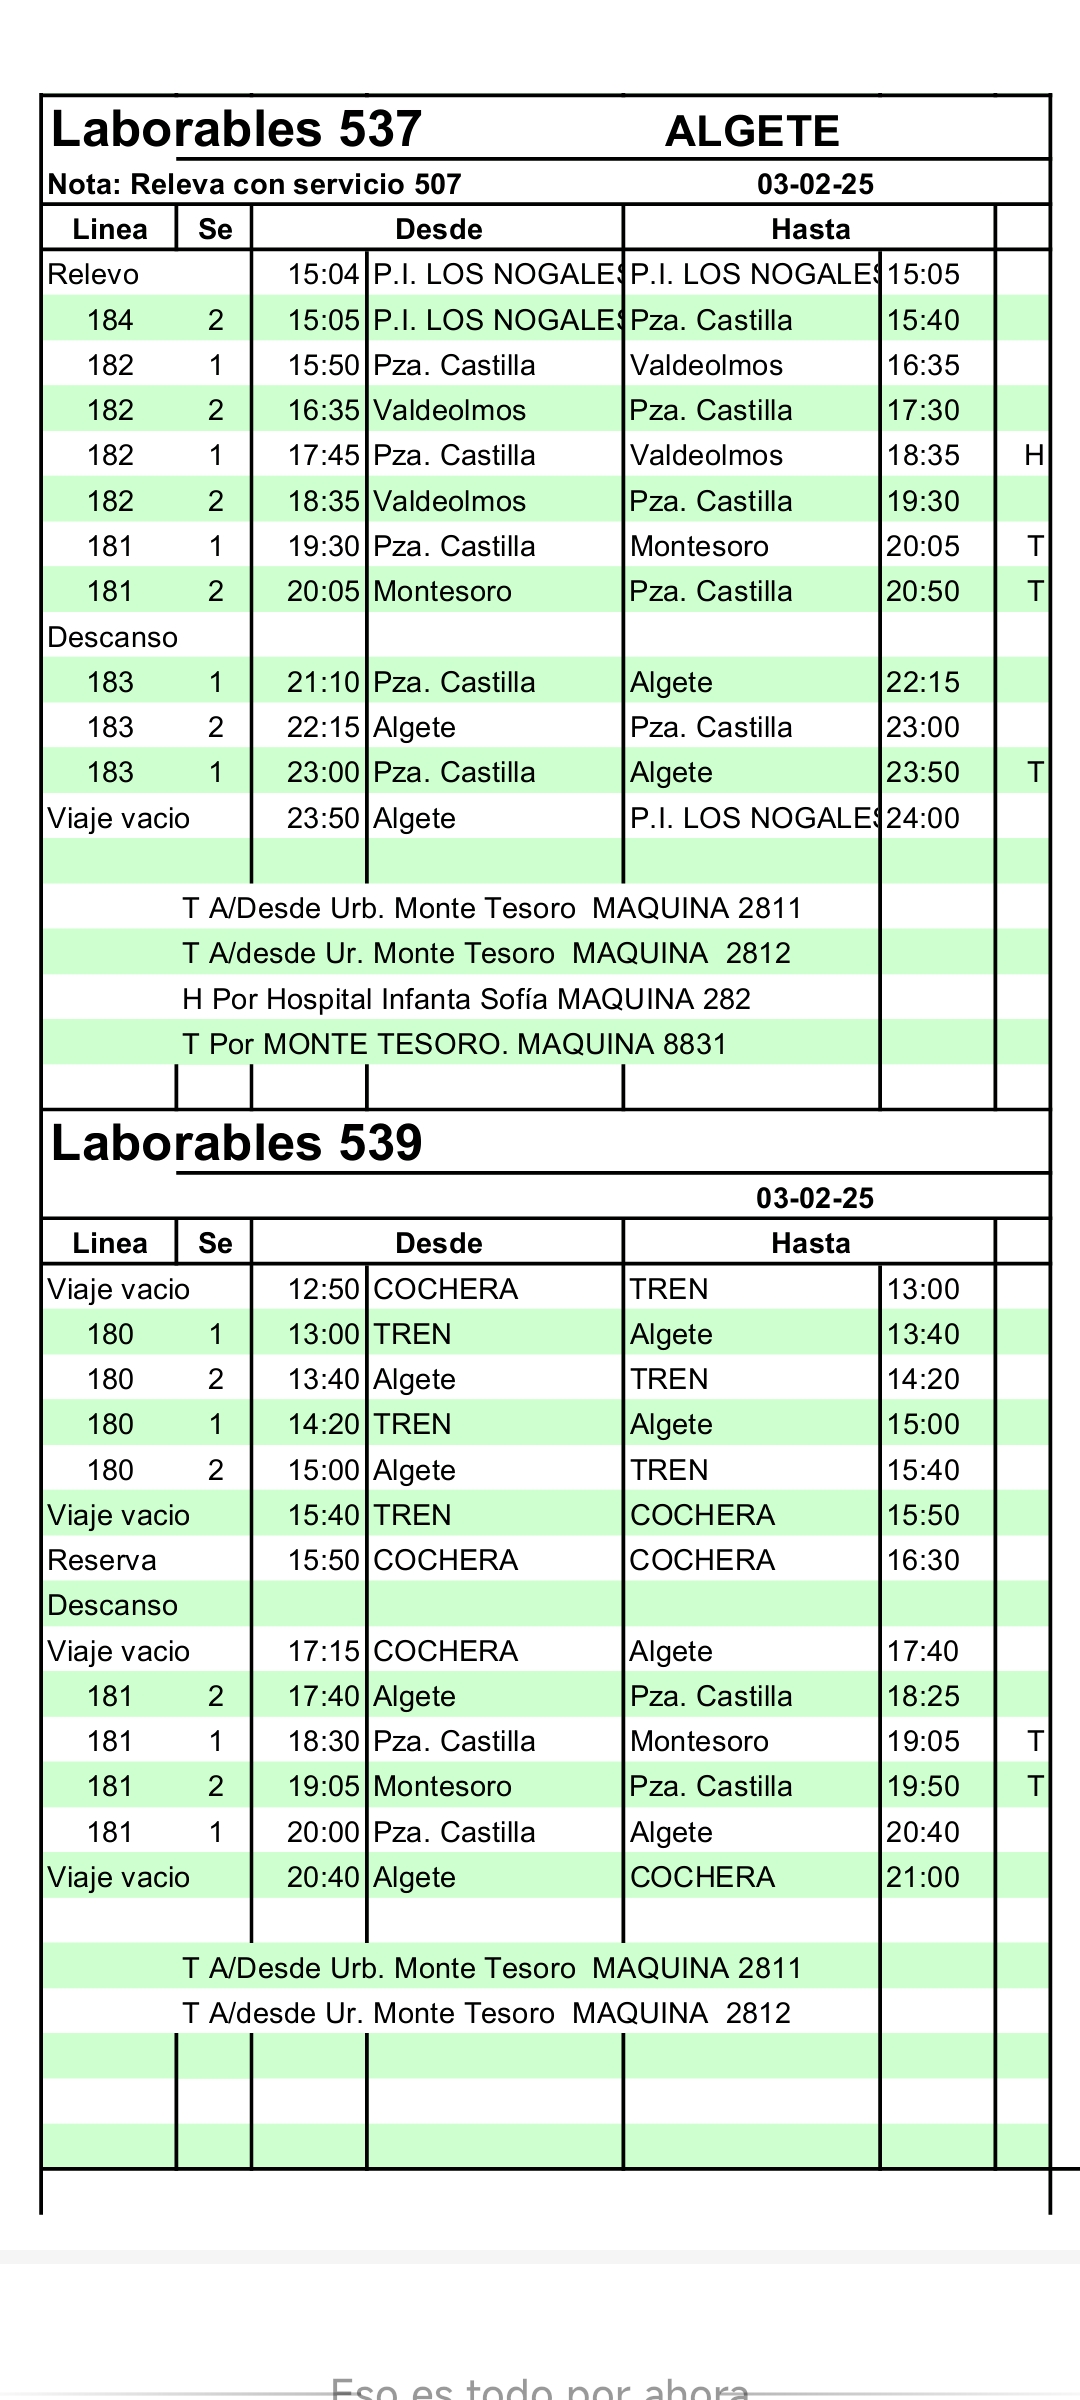 Laborables 537 ALGETE
Nota: Releva con servicio 507 03-02-25
Linea Se Desde Hasta
Relevo 15:04 P.I. LOS NOGALES P.I. LOS NOGALES 15:05
184 2 15:05 P.I. LOS NOGALES Pza. Castilla 15:40
182 1 15:50 Pza. Castilla Valdeolmos 16:35
182 2 16:35 Valdeolmos Pza. Castilla 17:30
182 1 17:45 Pza. Castilla Valdeolmos 18:35 H
182 2 18:35 Valdeolmos Pza. Castilla 19:30
181 1 19:30 Pza. Castilla Montesoro 20:05 T
181 2 20:05 Montesoro Pza. Castilla 20:50 T
Descanso
183 1 21:10 Pza. Castilla Algete 22:15
183 2 22:15 Algete Pza. Castilla 23:00
183 1 23:00 Pza. Castilla Algete 23:50 T
Viaje vacio 23:50 Algete P.I. LOS NOGALES 24:00
T A/Desde Urb. Monte Tesoro MAQUINA 2811
T A/desde Ur. Monte Tesoro MAQUINA 2812
H Por Hospital Infanta Sofía MAQUINA 282
T Por MONTE TESORO. MAQUINA 8831
Laborables 539
03-02-25
Linea Se Desde Hasta
Viaje vacio 12:50 COCHERA TREN 13:00
180 1 13:00 TREN Algete 13:40
180 2 13:40 Algete TREN 14:20
180 1 14:20 TREN Algete 15:00
180 2 15:00 Algete TREN 15:40
Viaje vacio 15:40 TREN COCHERA 15:50
Reserva 15:50 COCHERA COCHERA 16:30
Descanso
Viaje vacio 17:15 COCHERA Algete 17:40
181 2 17:40 Algete Pza. Castilla 18:25
181 1 18:30 Pza. Castilla Montesoro 19:05 T
181 2 19:05 Montesoro Pza. Castilla 19:50 T
181 1 20:00 Pza. Castilla Algete 20:40
Viaje vacio 20:40 Algete COCHERA 21:00
T A/Desde Urb. Monte Tesoro MAQUINA 2811
T A/desde Ur. Monte Tesoro MAQUINA 2812
Eso es todo por ahora